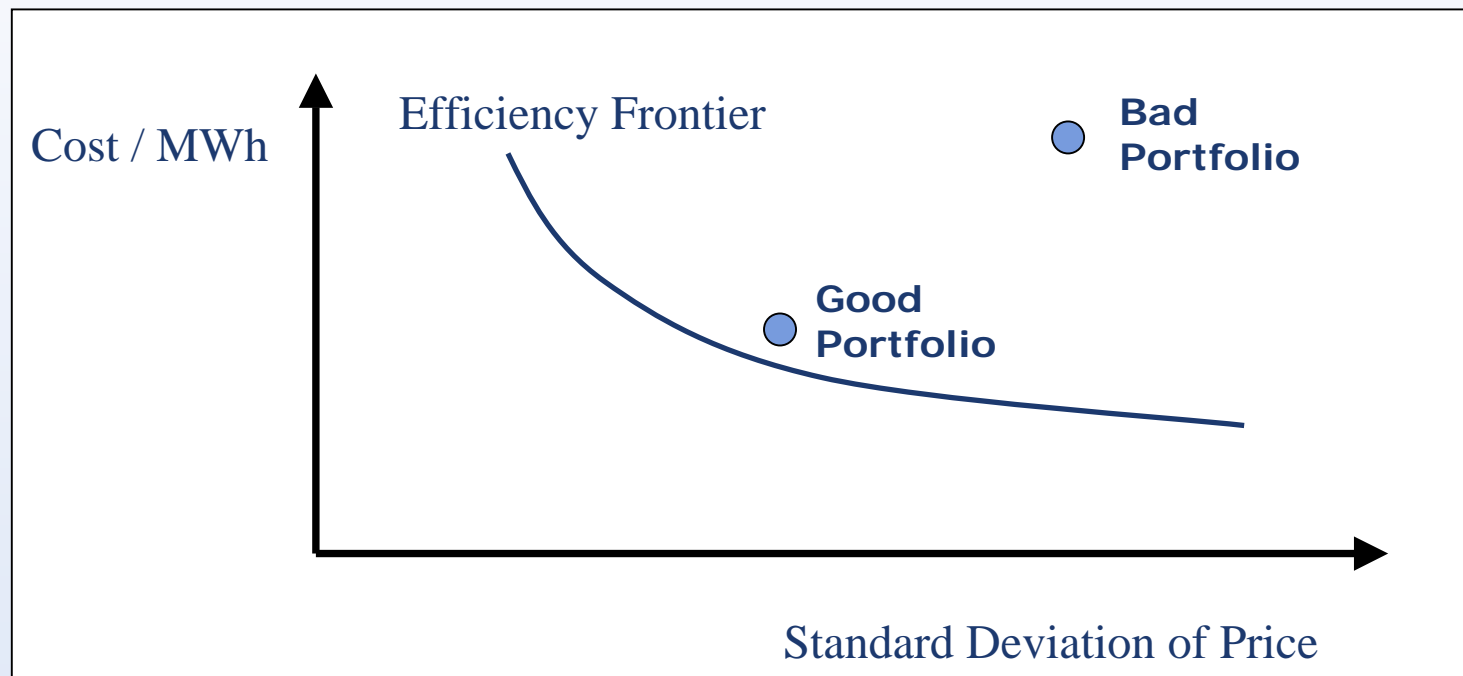 Efficiency Frontier
Cost / MWh
Bad
Portfolio
Good
Portfolio
Standard Deviation of Price